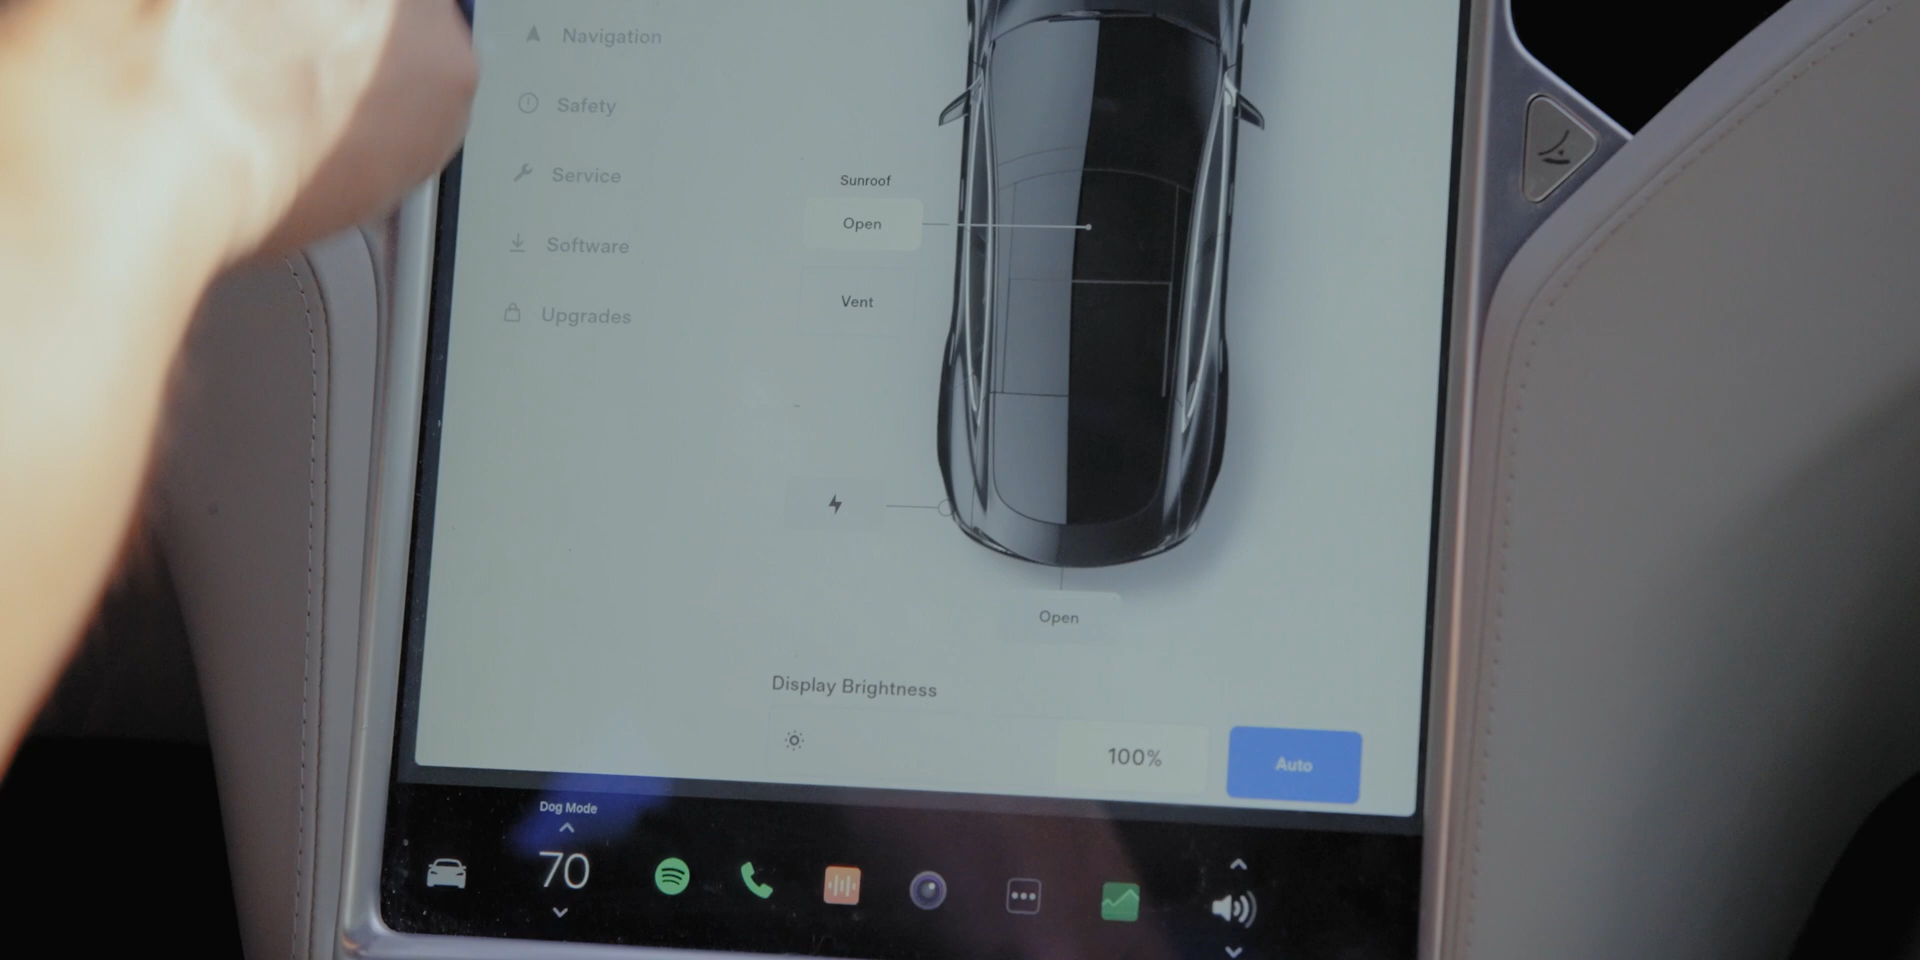 Navigation
Safety
Service
Software
Upgrades
Sunroof
Open
Vent
Open
Display Brightness
100%
Auto
Dog Mode
70